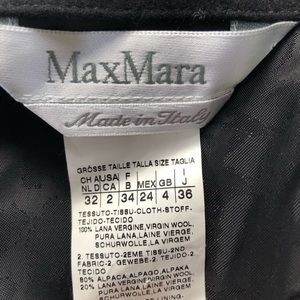 MaxMara
Made in Italy
GRÖSSE TAILLE TALLA SIZE TAGLIA
CH AUSA F I
NL D CA B MEX GB J
32 2 34 24 4 36
TESSUTO-TISSU-CLOTH-STOFF-
TEJIDO-TECIDO
100% LANA VERGINE,VIRGIN WOOL,
PURA LANA,LAINE VIERGE,
SCHURWOLLE,LA VIRGEM
2. TESSUTO-2EME TISSU-2ND
FABRIC-2. GEWEBE-2. TEJIDO-2.
TECIDO
80% ALPACA,ALPAGO,ALPAKA
20% LANA VERGINE,VIRGIN WOOL,
PURA LANA,LAINE VIERGE,
SCHURWOLLE,LA VIRGEM